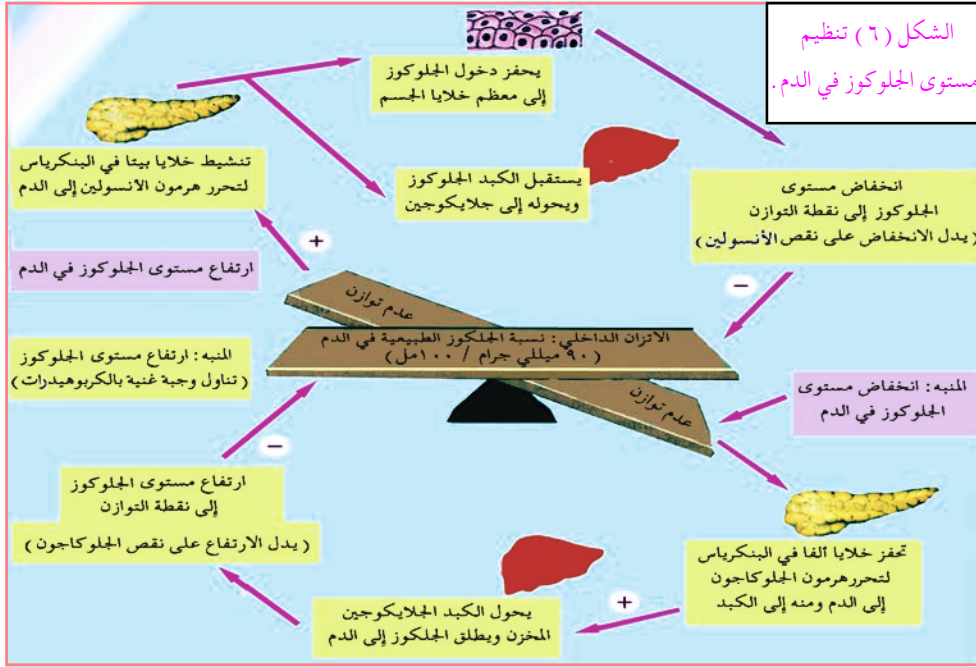 الشكل (٦) تنظيم
مستوى الجلوكوز في الدم.
يحفز دخول الجلوكوز
إلى معظم خلايا الجسم
تنشيط خلايا بيتا في البنكرياس
لتحرر هرمون الانسولين إلى الدم
يستقبل الكبد الجلوكوز
ويحوله إلى جلايكوجين
انخفاض مستوى
الجلوكوز إلى نقطة التوازن
(يدل الانخفاض على نقص الأنسولين)
+
ارتفاع مستوى الجلوكوز في الدم
−
عدم توازن
الاتزان الداخلي: نسبة الجلكوز الطبيعية في الدم
(٩٠ ميللي جرام / ١٠٠مل)
المنبه: ارتفاع مستوى الجلوكوز
(تناول وجبة غنية بالكربوهيدرات)
المنبه: انخفاض مستوى
الجلوكوز في الدم
عدم توازن
−
ارتفاع مستوى الجلوكوز
إلى نقطة التوازن
(يدل الارتفاع على نقص الجلوكاجون)
تحفز خلايا ألفا في البنكرياس
لتحررهرمون الجلوكاجون
إلى الدم ومنه إلى الكبد
+
يحول الكبد الجلايكوجين
المخزن ويطلق الجلكوز إلى الدم